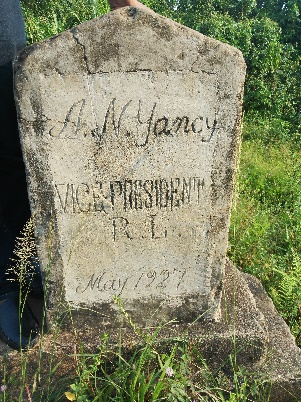 A. N. Yancy
VICE PRESIDENT
R. L.
May 1927